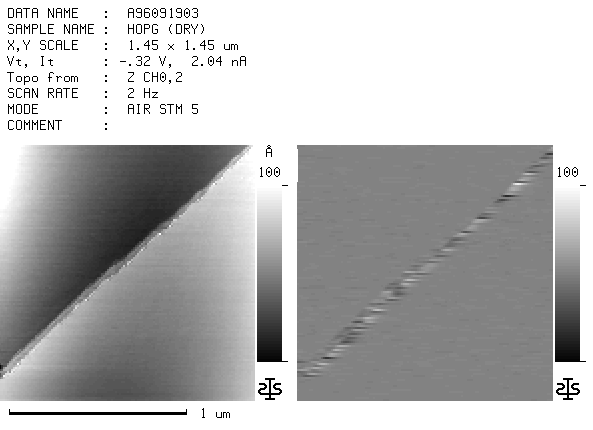 DATA NAME : A96091903
SAMPLE NAME : HOPG (DRY)
X,Y SCALE : 1.45 x 1.45 um
Vt, It : -.32 V, 2.04 nA
Topo from : Z CH0,2
SCAN RATE : 2 Hz
MODE : AIR STM 5
COMMENT :
Å
100
100
1 um